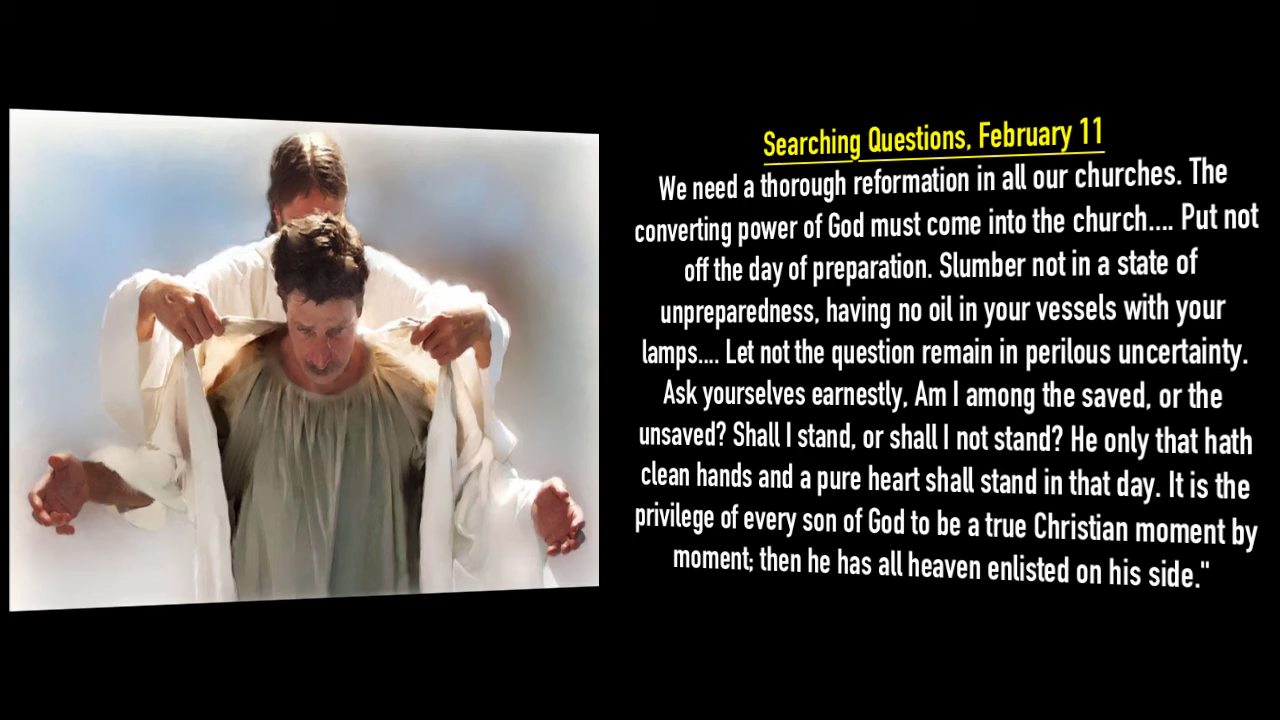 Searching Questions, February 11
We need a thorough reformation in all our churches. The
converting power of God must come into the church.... Put not
off the day of preparation. Slumber not in a state of
unpreparedness, having no oil in your vessels with your
lamps.... Let not the question remain in perilous uncertainty.
Ask yourselves earnestly, Am I among the saved, or the
unsaved? Shall I stand, or shall I not stand? He only that hath
clean hands and a pure heart shall stand in that day. It is the
privilege of every son of God to be a true Christian moment by
moment; then he has all heaven enlisted on his side."